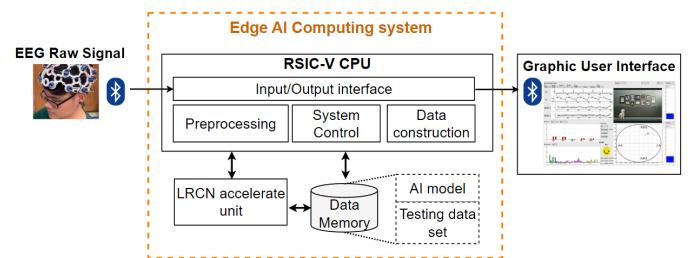 Edge AI Computing system
EEG Raw Signal
RSIC-V CPU
Input/Output interface
Preprocessing
System
Control
Data
construction
LRCN accelerate
unit
Data
Memory
AI model
Testing data
set
Graphic User Interface